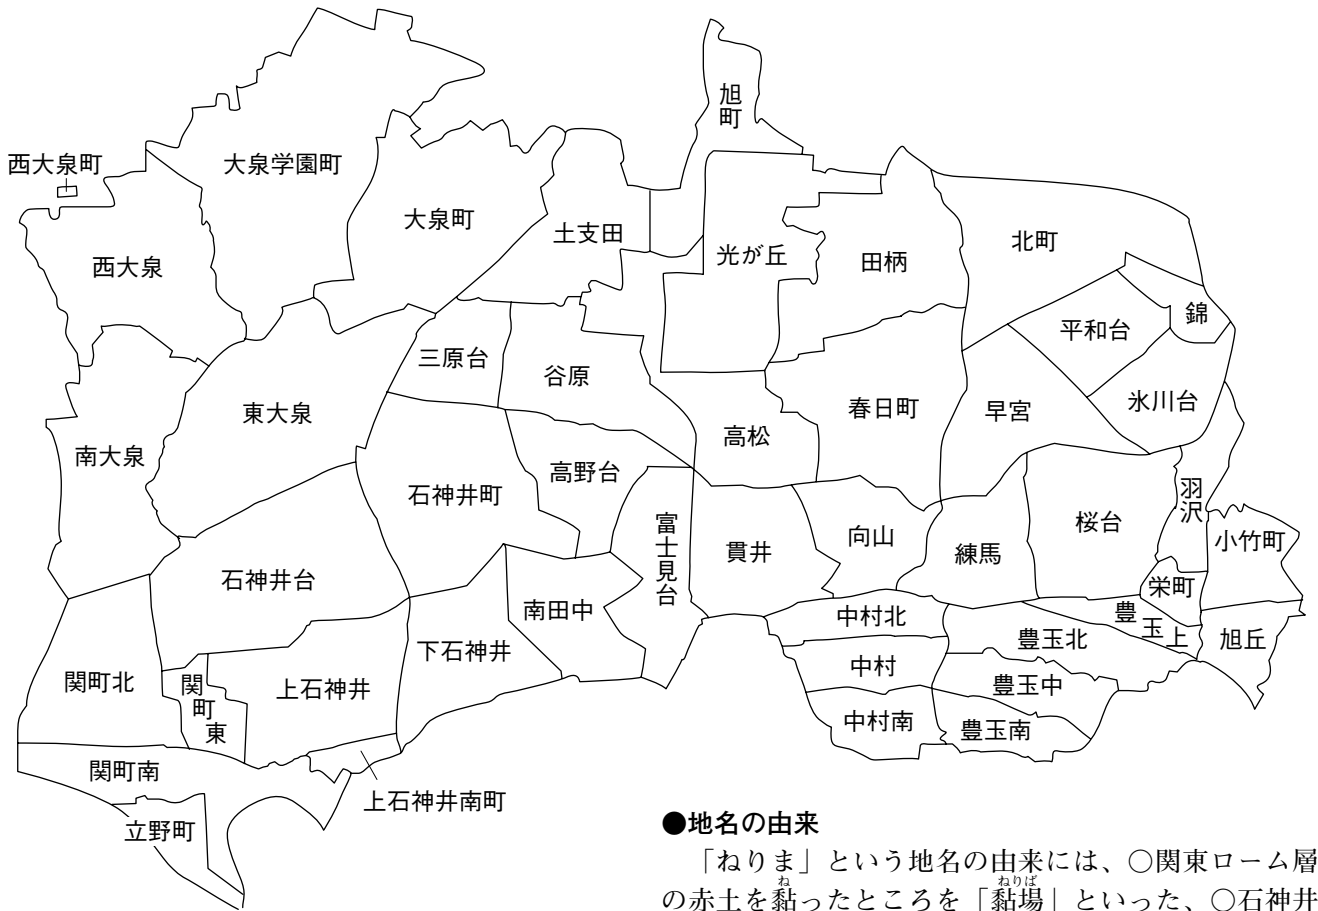 旭町
西大泉町
大泉学園町
大泉町
土支田
光が丘
田柄
北町
西大泉
錦
平和台
三原台
谷原
春日町
早宮
氷川台
東大泉
高松
南大泉
高野台
石神井町
羽沢
富士見台
貫井
向山
練馬
桜台
小竹町
石神井台
栄町
南田中
中村北
豊玉上
豊玉北
旭丘
下石神井
中村
関町北
関町東
上石神井
豊玉中
中村南
豊玉南
関町南
上石神井南町
立野町
●地名の由来
「ねりま」という地名の由来には、○関東ローム層
の赤土を黏(ね)ったところを「黏場(ねりば)」といった、○石神井